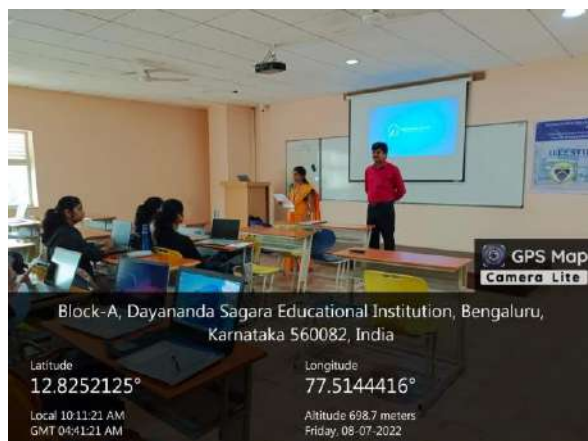 GPS Map
Camera Lite
Block-A, Dayananda Sagara Educational Institution, Bengaluru,
Karnataka 560082, India
Latitude
12.8252125°
Longitude
77.5144416°
Local 10:11:21 AM
GMT 04:41:21 AM
Altitude 698.7 meters
Friday, 08-07-2022